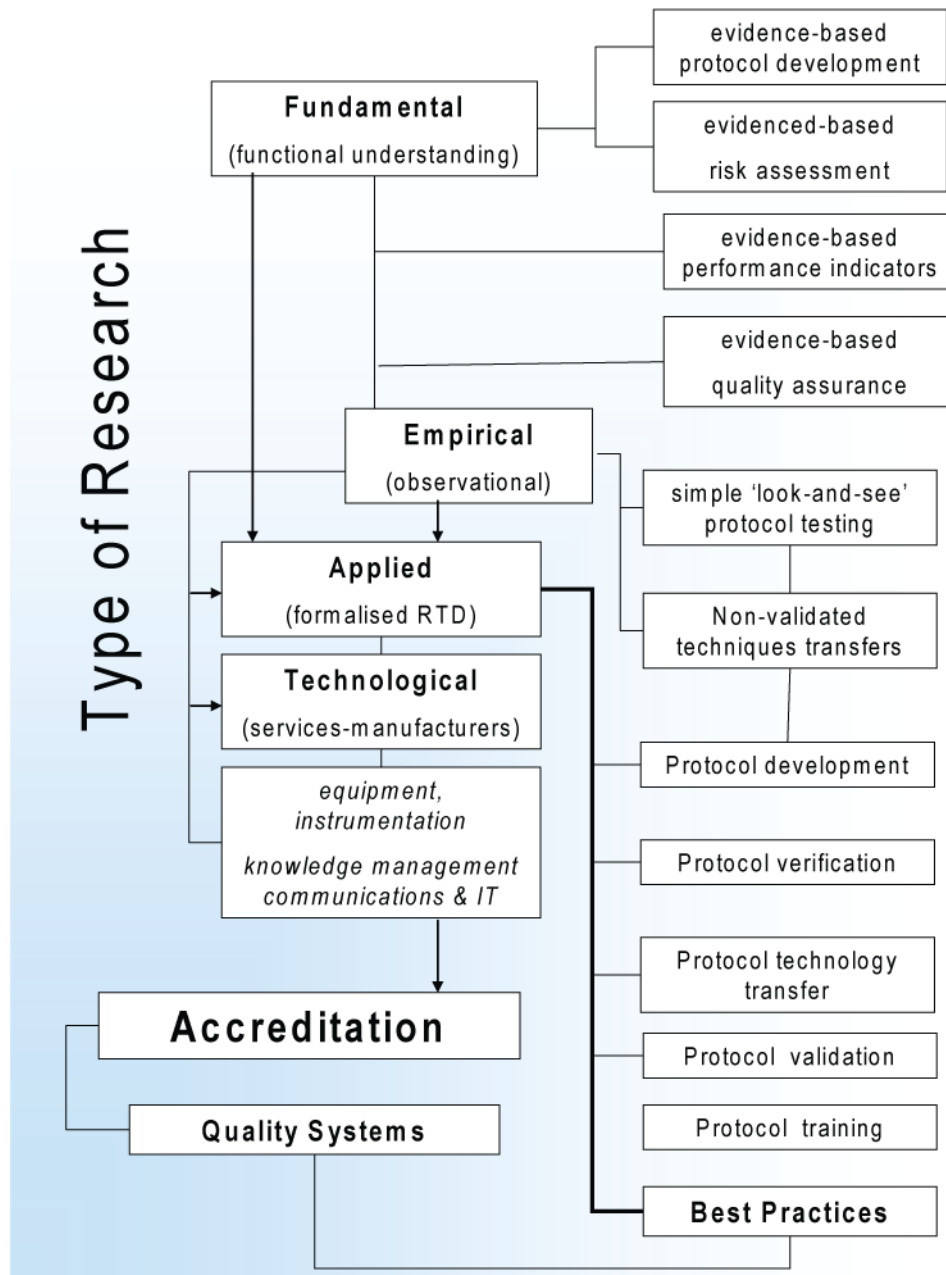 Type of Research
Fundamental
(functional understanding)
evidence-based
protocol development
evidenced-based
risk assessment
evidence-based
performance indicators
evidence-based
quality assurance
Empirical
(observational)
simple ‘look-and-see’
protocol testing
Applied
(formalised RTD)
Non-validated
techniques transfers
Technological
(services-manufacturers)
Protocol development
equipment,
instrumentation
knowledge management
communications & IT
Protocol verification
Protocol technology
transfer
Accreditation
Protocol validation
Quality Systems
Protocol training
Best Practices